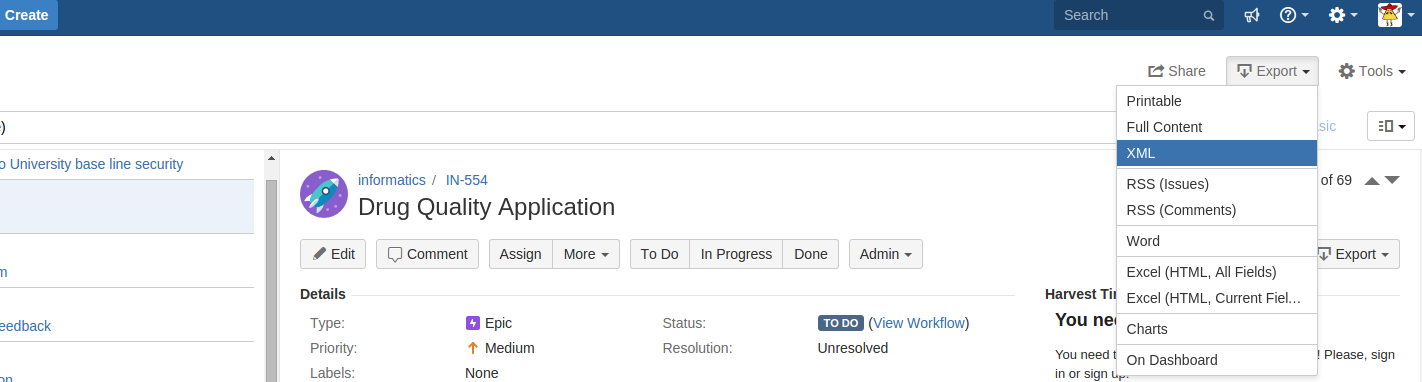 Create
Search
Share
Export
Tools
)
Printable
Full Content
sic
XML
o University base line security
RSS (Issues)
of 69
RSS (Comments)
informatics / IN-554
Drug Quality Application
Word
Edit
Comment
Assign
More
To Do
In Progress
Done
Admin
Export
m
Excel (HTML, All Fields)
Details
Harvest Ti
Excel (HTML, Current Fiel…
eedback
Type:
Epic
Status:
TO DO (View Workflow)
You nee
Charts
Priority:
Medium
Resolution:
Unresolved
You need t
! Please, sign
On Dashboard
Labels:
None
in or sign up.
on